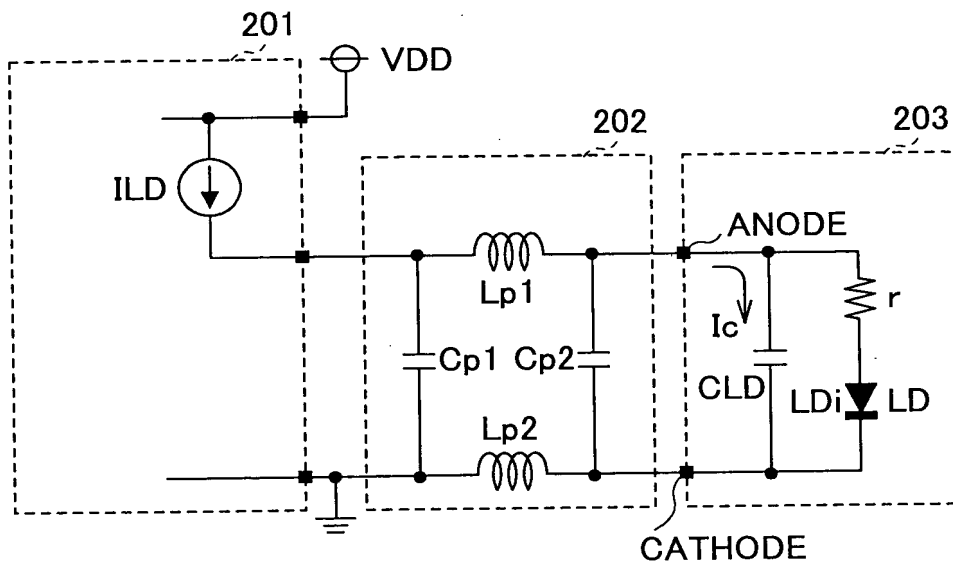 201
VDD
202
203
ILD
ANODE
Lp1
r
Ic
Cp1
Cp2
CLD
LDi
LD
Lp2
CATHODE